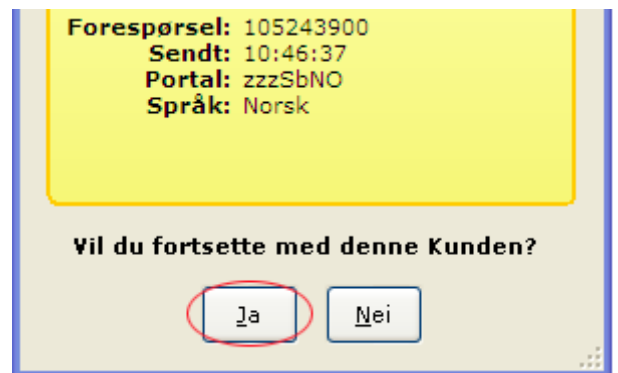 Forespørsel: 105243900
Sendt: 10:46:37
Portal: zzzSbNO
Språk: Norsk
Vil du fortsette med denne Kunden?
Ja
Nei